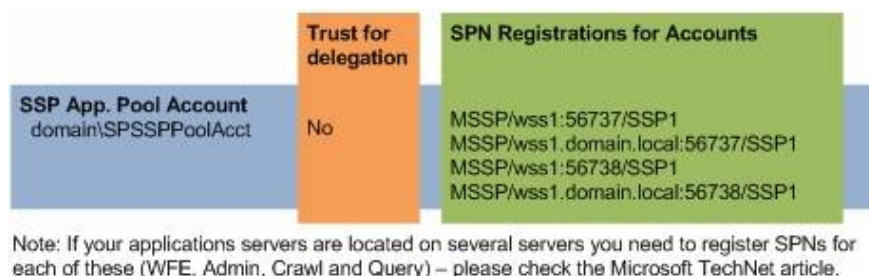 Trust for
delegation
SPN Registrations for Accounts
SSP App. Pool Account
domain\SPSSPPoolAcct
No
MSSP/wss1:56737/SSP1
MSSP/wss1.domain.local:56737/SSP1
MSSP/wss1:56738/SSP1
MSSP/wss1.domain.local:56738/SSP1
Note: If your applications servers are located on several servers you need to register SPNs for
each of these (WFE, Admin, Crawl and Query) – please check the Microsoft TechNet article.